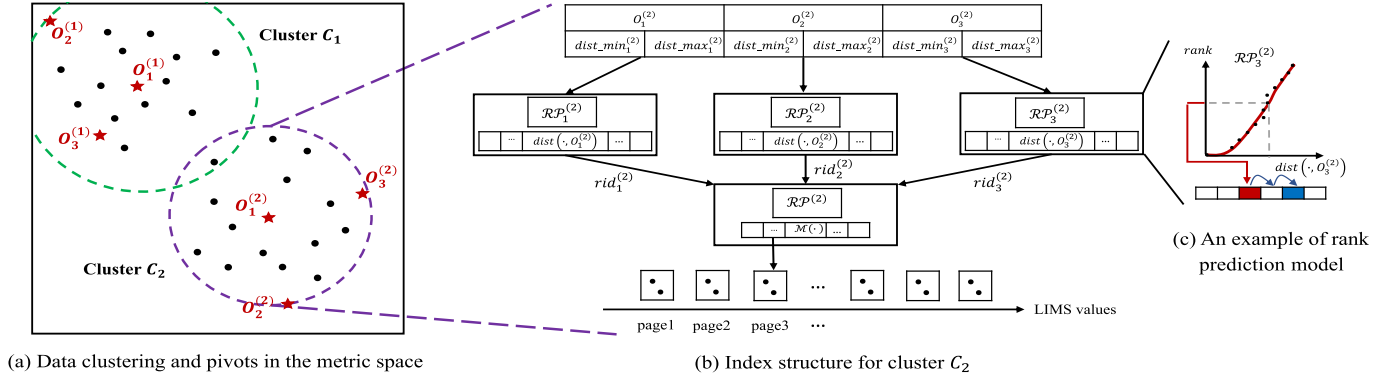 Cluster C₁
O₂⁽¹⁾
O₁⁽¹⁾
O₃⁽¹⁾
O₃⁽²⁾
O₁⁽²⁾
Cluster C₂
O₂⁽²⁾
(a) Data clustering and pivots in the metric space
O₁⁽²⁾ O₂⁽²⁾ O₃⁽²⁾
dist_min₁⁽²⁾ dist_max₁⁽²⁾ dist_min₂⁽²⁾ dist_max₂⁽²⁾ dist_min₃⁽²⁾ dist_max₃⁽²⁾
ℛ𝒫₁⁽²⁾ ℛ𝒫₂⁽²⁾ ℛ𝒫₃⁽²⁾
... dist(·, O₁⁽²⁾) ... ... dist(·, O₂⁽²⁾) ... ... dist(·, O₃⁽²⁾) ...
rid₁⁽²⁾ rid₂⁽²⁾ rid₃⁽²⁾
ℛ𝒫⁽²⁾
... ℳ(·) ...
...
LIMS values
page1 page2 page3 ...
(b) Index structure for cluster C₂
rank
ℛ𝒫₃⁽²⁾
dist(·, O₃⁽²⁾)
(c) An example of rank
prediction model